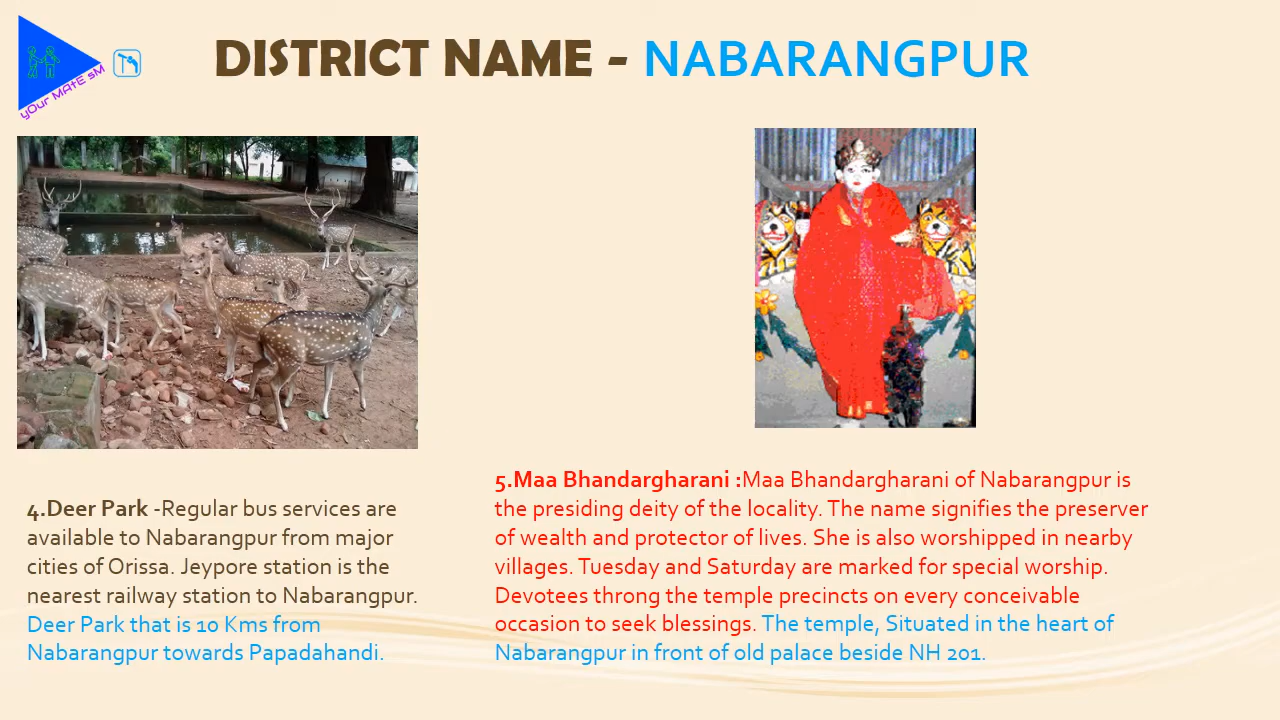 yOur MAtE sM
DISTRICT NAME - NABARANGPUR
4.Deer Park -Regular bus services are
available to Nabarangpur from major
cities of Orissa. Jeypore station is the
nearest railway station to Nabarangpur.
Deer Park that is 10 Kms from
Nabarangpur towards Papadahandi.
5.Maa Bhandargharani :Maa Bhandargharani of Nabarangpur is
the presiding deity of the locality. The name signifies the preserver
of wealth and protector of lives. She is also worshipped in nearby
villages. Tuesday and Saturday are marked for special worship.
Devotees throng the temple precincts on every conceivable
occasion to seek blessings. The temple, Situated in the heart of
Nabarangpur in front of old palace beside NH 201.